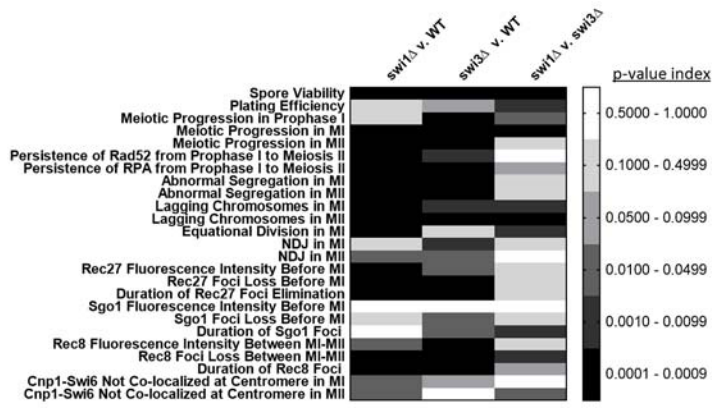 swi1Δ v. WT
swi3Δ v. WT
swi1Δ v. swi3Δ
p-value index
Spore Viability
Plating Efficiency
Meiotic Progression in Prophase I
Meiotic Progression in MI
Meiotic Progression in MII
Persistence of Rad52 from Prophase I to Meiosis II
Persistence of RPA from Prophase I to Meiosis II
Abnormal Segregation in MI
Abnormal Segregation in MII
Lagging Chromosomes in MI
Lagging Chromosomes in MII
Equational Division in MI
NDJ in MI
NDJ in MII
Rec27 Fluorescence Intensity Before MI
Rec27 Foci Loss Before MI
Duration of Rec27 Foci Elimination
Sgo1 Fluorescence Intensity Before MI
Sgo1 Foci Loss Before MI
Duration of Sgo1 Foci
Rec8 Fluorescence Intensity Between MI-MII
Rec8 Foci Loss Between MI-MII
Duration of Rec8 Foci
Cnp1-Swi6 Not Co-localized at Centromere in MI
Cnp1-Swi6 Not Co-localized at Centromere in MII
0.5000 - 1.0000
0.1000 - 0.4999
0.0500 - 0.0999
0.0100 - 0.0499
0.0010 - 0.0099
0.0001 - 0.0009